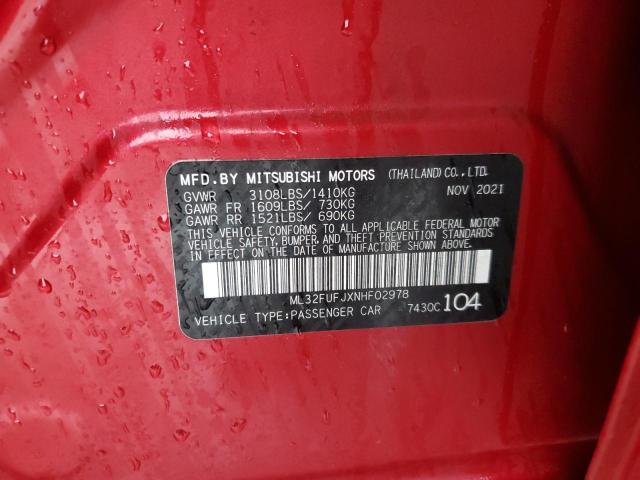 MFD.BY MITSUBISHI MOTORS (THAILAND) CO.,LTD.
GVWR 3108LBS/1410KG NOV 2021
GAWR FR 1609LBS/ 730KG
GAWR RR 1521LBS/ 690KG
THIS VEHICLE CONFORMS TO ALL APPLICABLE FEDERAL MOTOR
VEHICLE SAFETY, BUMPER, AND THEFT PREVENTION STANDARDS
IN EFFECT ON THE DATE OF MANUFACTURE SHOWN ABOVE.
ML32FUFJXNHF02978
VEHICLE TYPE:PASSENGER CAR 7430C 104